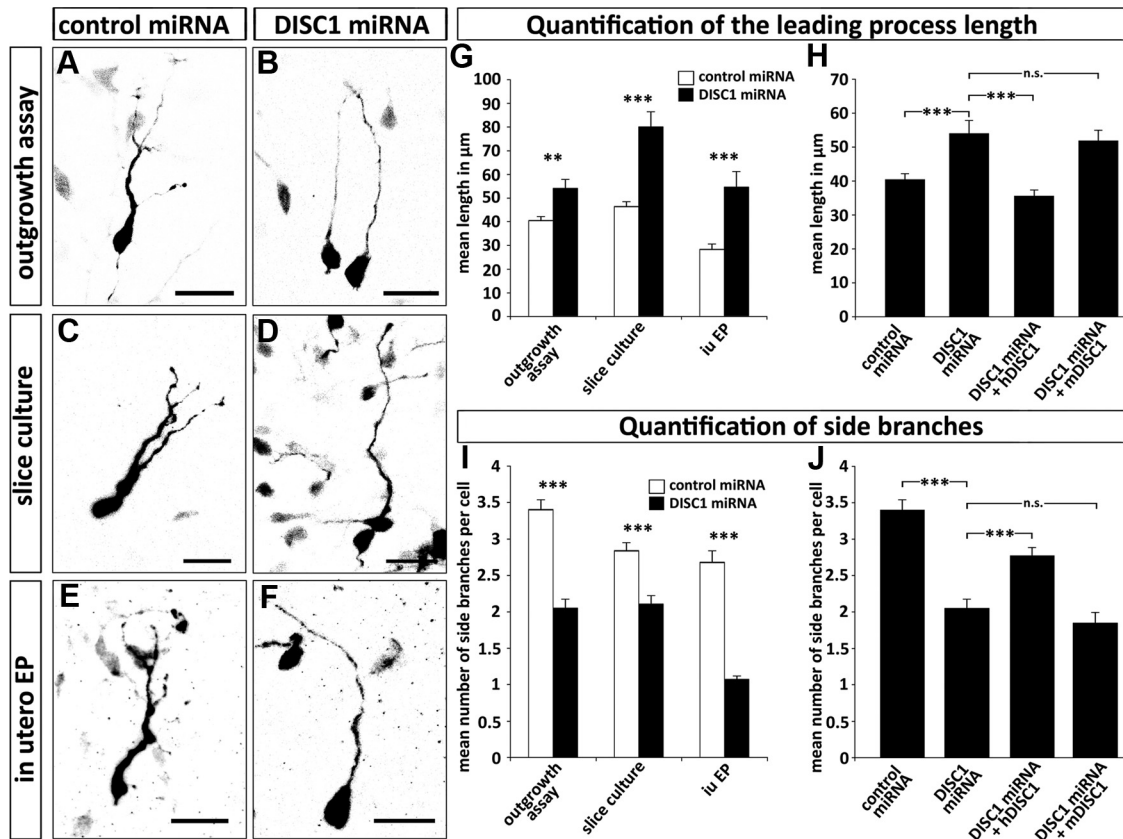 control miRNA
DISC1 miRNA
outgrowth assay
slice culture
in utero EP
A
B
C
D
E
F
Quantification of the leading process length
G
control miRNA
DISC1 miRNA
mean length in µm
100
90
80
70
60
50
40
30
20
10
0
**
***
***
outgrowth
assay
slice culture
iu EP
H
mean length in µm
70
60
50
40
30
20
10
0
n.s.
***
***
control
miRNA
DISC1
miRNA
DISC1 miRNA
+ hDISC1
DISC1 miRNA
+ mDISC1
Quantification of side branches
I
control miRNA
DISC1 miRNA
mean number of side branches per cell
4
3.5
3
2.5
2
1.5
1
0.5
0
***
***
***
outgrowth
assay
slice culture
iu EP
J
mean number of side branches per cell
4
3.5
3
2.5
2
1.5
1
0.5
0
***
n.s.
***
control
miRNA
DISC1
miRNA
DISC1 miRNA
+ hDISC1
DISC1 miRNA
+ mDISC1